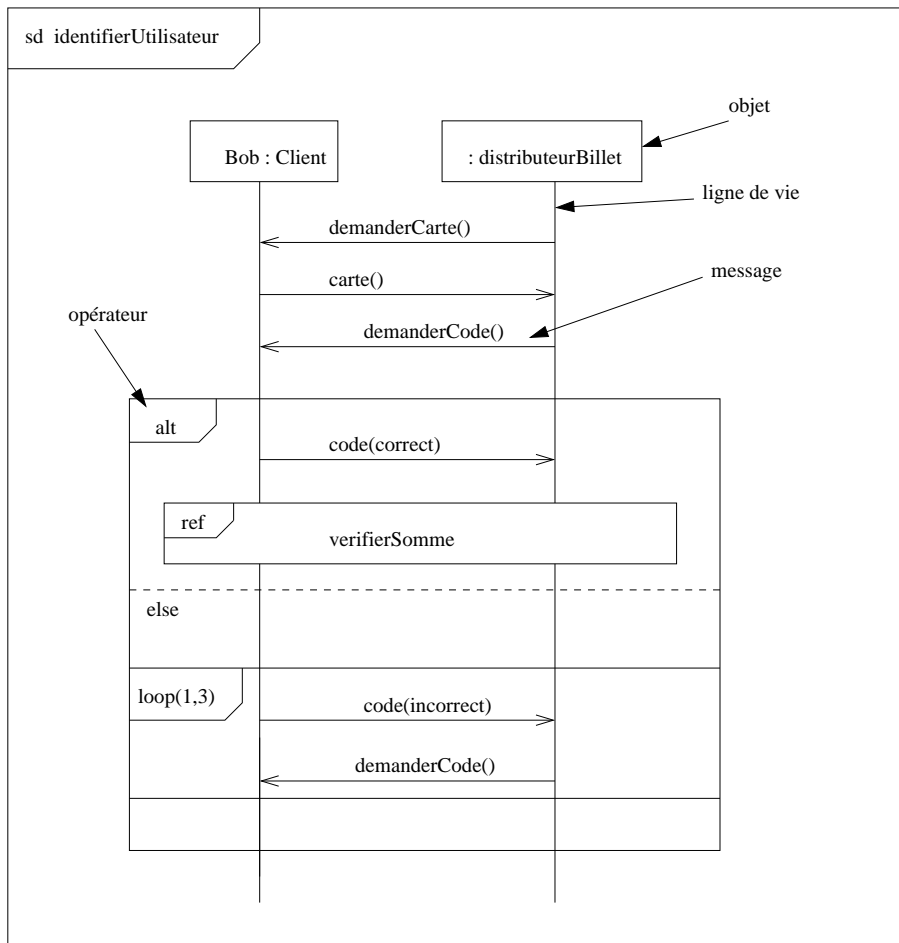 sd identifierUtilisateur
objet
Bob : Client
: distributeurBillet
ligne de vie
demanderCarte()
message
carte()
opérateur
demanderCode()
alt
code(correct)
ref
verifierSomme
else
loop(1,3)
code(incorrect)
demanderCode()